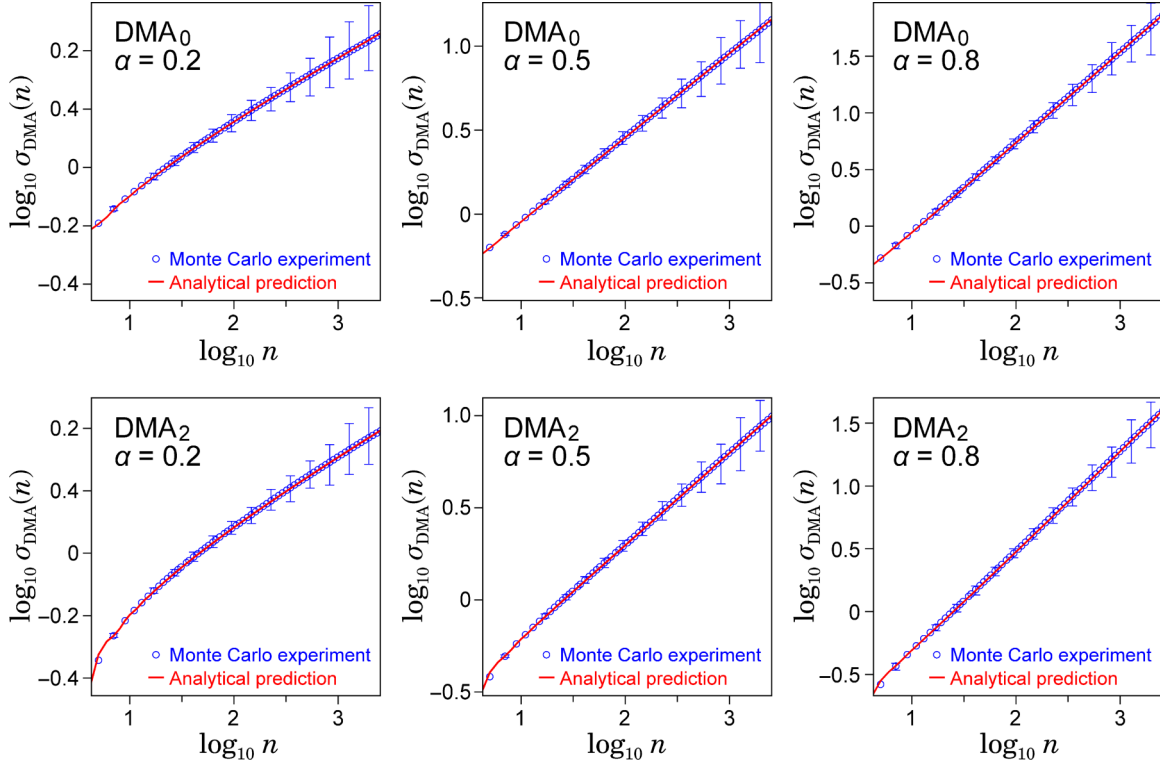 DMA₀
α = 0.2
log₁₀ σ_DMA(n)
0.2
0.4
0
−0.2
−0.4
Monte Carlo experiment
Analytical prediction
1
2
3
log₁₀ n
DMA₀
α = 0.5
log₁₀ σ_DMA(n)
1.0
0.5
0
−0.5
Monte Carlo experiment
Analytical prediction
1
2
3
log₁₀ n
DMA₀
α = 0.8
log₁₀ σ_DMA(n)
1.5
1.0
0.5
−0
−0.5
Monte Carlo experiment
Analytical prediction
1
2
3
log₁₀ n
DMA₂
α = 0.2
log₁₀ σ_DMA(n)
0.2
0.4
0
−0.2
−0.4
Monte Carlo experiment
Analytical prediction
1
2
3
log₁₀ n
DMA₂
α = 0.5
log₁₀ σ_DMA(n)
1.0
0.5
0
−0.5
Monte Carlo experiment
Analytical prediction
1
2
3
log₁₀ n
DMA₂
α = 0.8
log₁₀ σ_DMA(n)
1.5
1.0
0.5
0
−0.5
Monte Carlo experiment
Analytical prediction
1
2
3
log₁₀ n